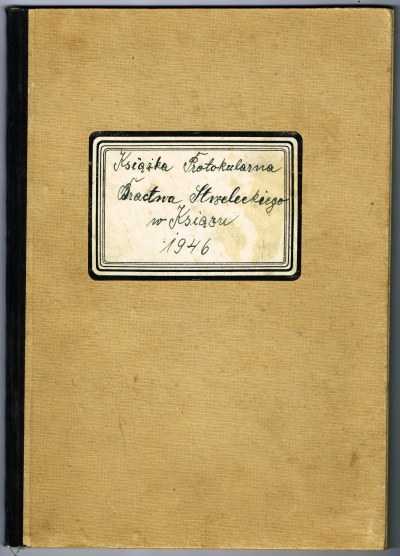 Książka Protokularna
Bractwa Strzeleckiego
w Książu
1946